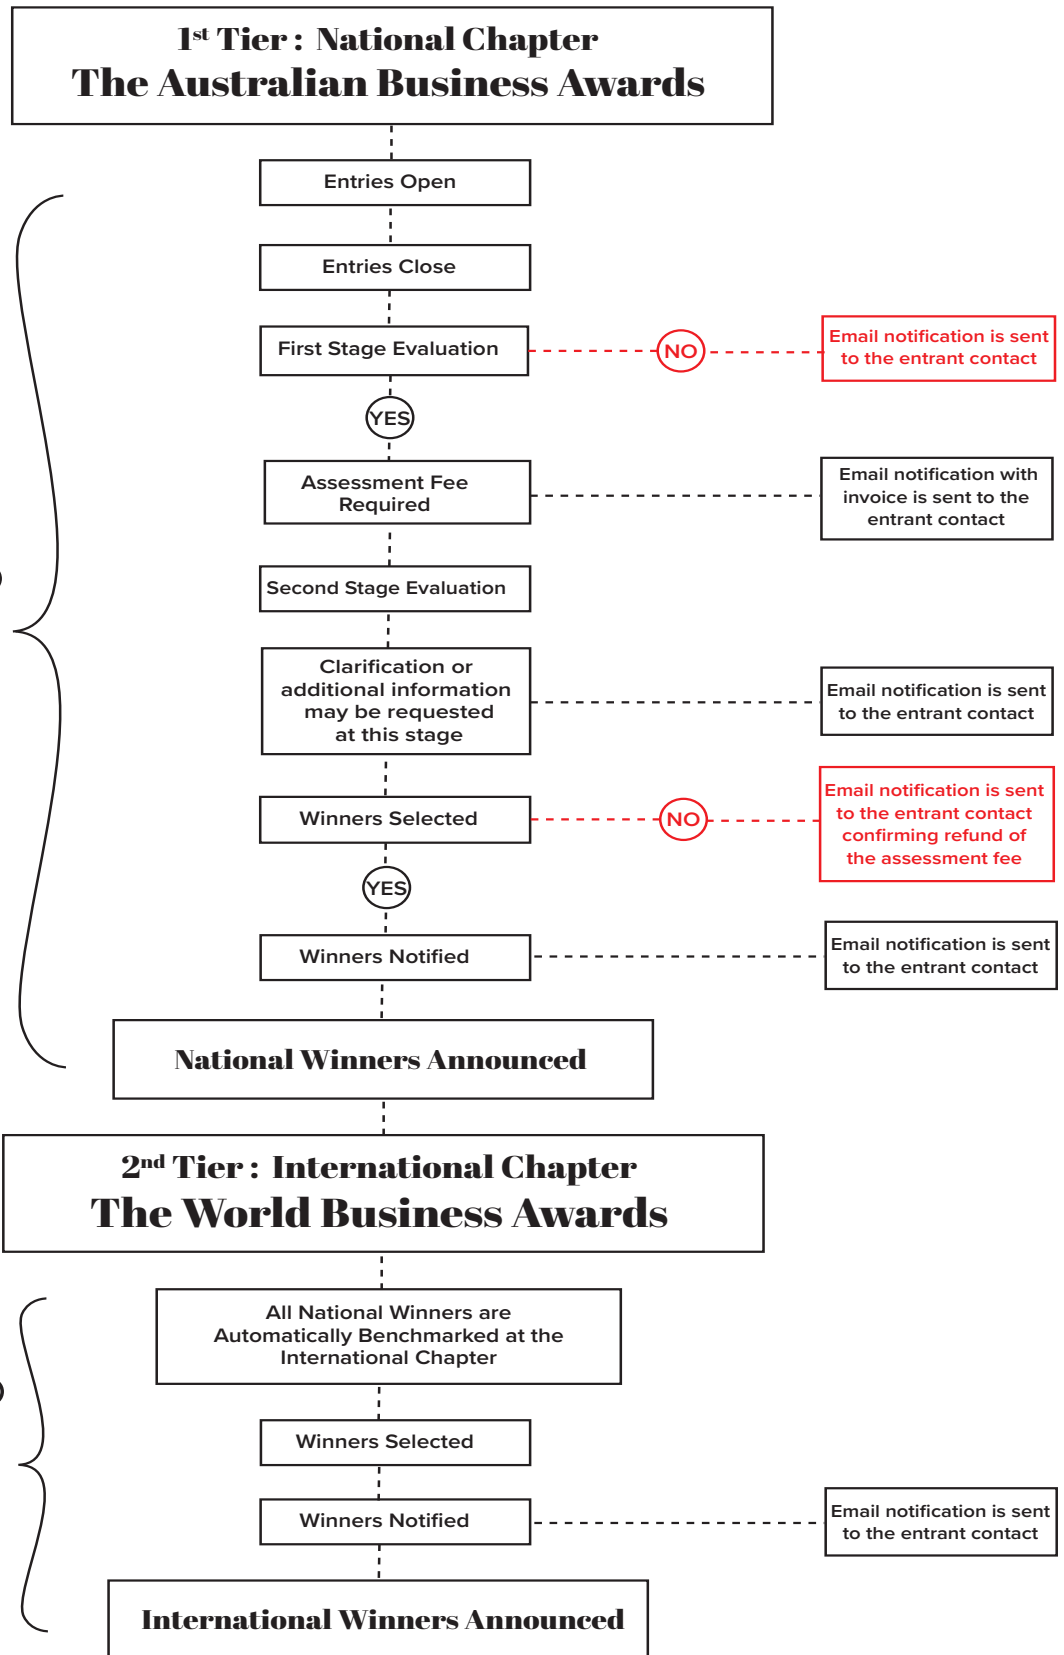 1st Tier : National Chapter
The Australian Business Awards
Entries Open
Entries Close
First Stage Evaluation
NO
Email notification is sent
to the entrant contact
YES
Assessment Fee
Required
Email notification with
invoice is sent to the
entrant contact
Second Stage Evaluation
Clarification or
additional information
may be requested
at this stage
Email notification is sent
to the entrant contact
Winners Selected
NO
Email notification is sent
to the entrant contact
confirming refund of
the assessment fee
YES
Winners Notified
Email notification is sent
to the entrant contact
National Winners Announced
2nd Tier : International Chapter
The World Business Awards
All National Winners are
Automatically Benchmarked at the
International Chapter
Winners Selected
Winners Notified
Email notification is sent
to the entrant contact
International Winners Announced